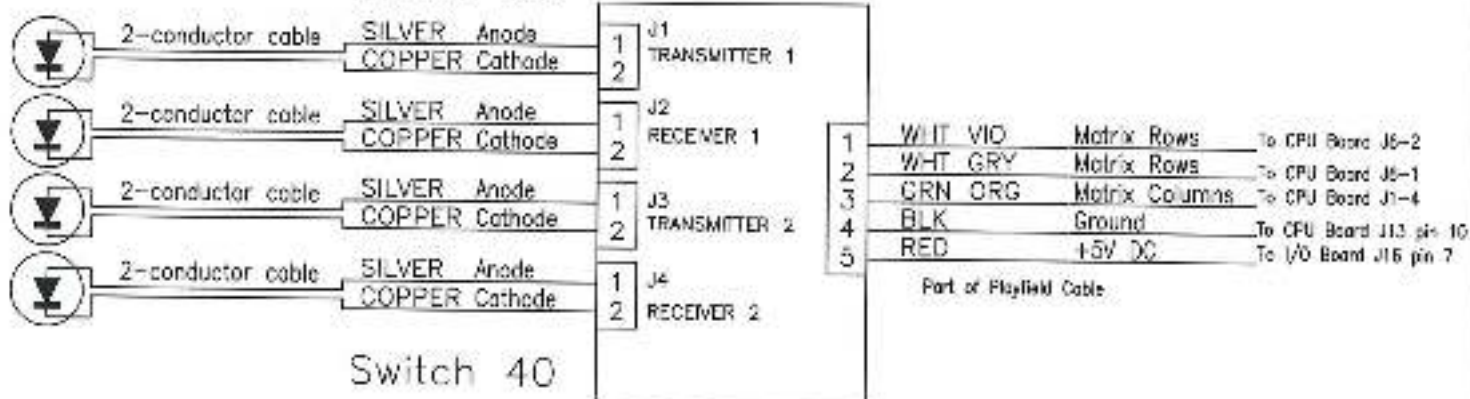 2-conductor cable SILVER Anode 1 J1
COPPER Cathode 2 TRANSMITTER 1
2-conductor cable SILVER Anode 1 J2
COPPER Cathode 2 RECEIVER 1
2-conductor cable SILVER Anode 1 J3
COPPER Cathode 2 TRANSMITTER 2
2-conductor cable SILVER Anode 1 J4
COPPER Cathode 2 RECEIVER 2
Switch 40
1 WHT VIO Matrix Rows To CPU Board J6-2
2 WHT GRY Matrix Rows To CPU Board J6-1
3 GRN ORG Matrix Columns To CPU Board J1-4
4 BLK Ground To CPU Board J13 pin 10
5 RED +5V DC To I/O Board J16 pin 7
Part of Playfield Cable